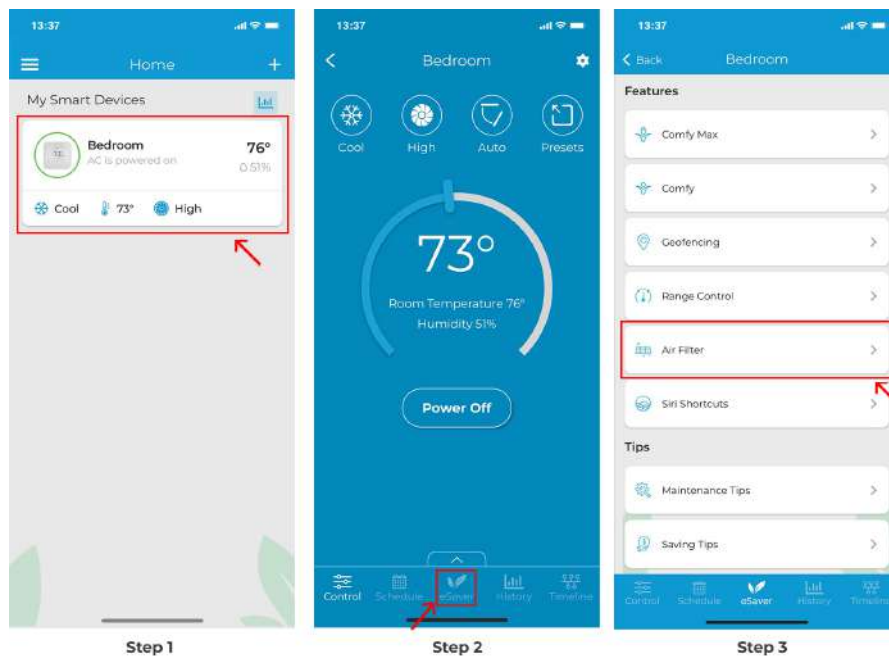 13:37
Home
My Smart Devices
Bedroom
AC is powered on
76°
51%
Cool
73°
High
Step 1
13:37
Bedroom
Cool
High
Auto
Presets
73°
Room Temperature 76°
Humidity 51%
Power Off
Control
Schedule
eSaver
History
Timeline
Step 2
13:37
Back
Bedroom
Features
Comfy Max
Comfy
Geofencing
Range Control
Air Filter
Siri Shortcuts
Tips
Maintenance Tips
Saving Tips
Control
Schedule
eSaver
History
Timeline
Step 3